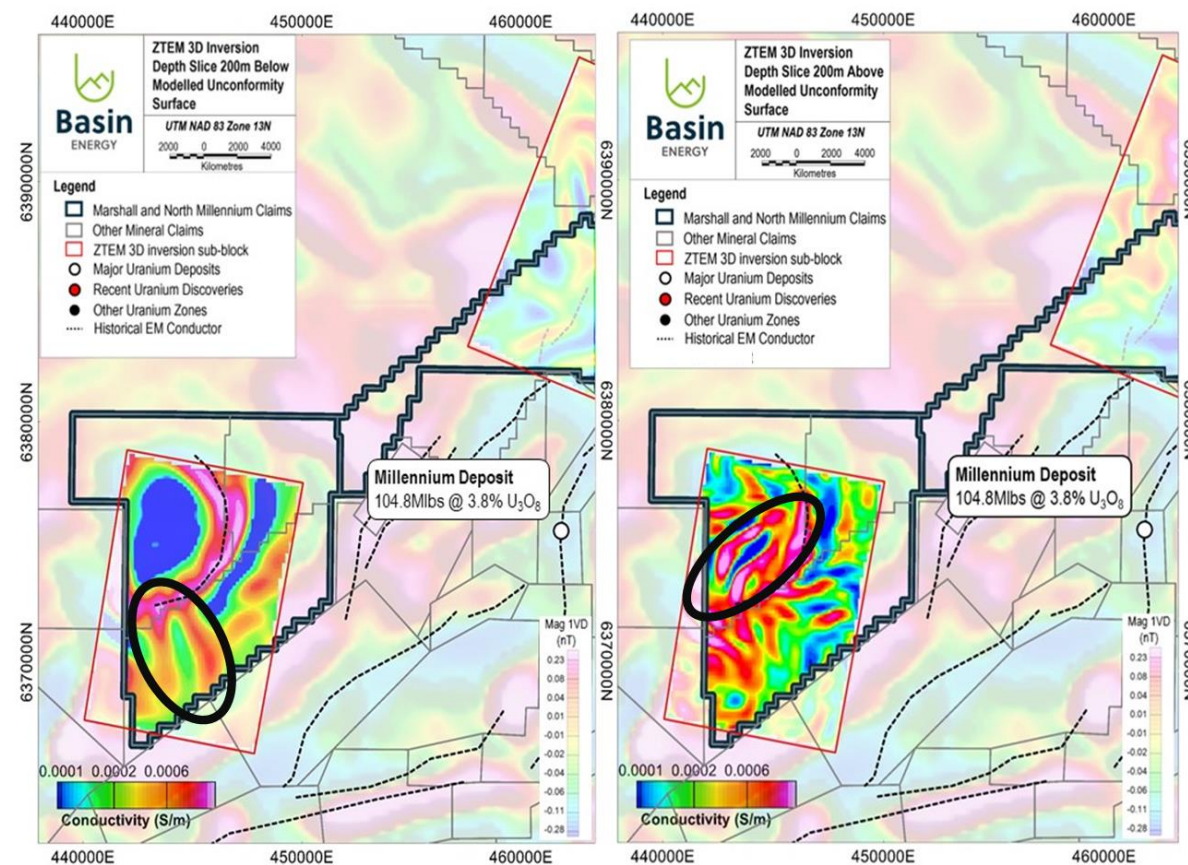 440000E 450000E 460000E
Basin
ENERGY
ZTEM 3D Inversion
Depth Slice 200m Below
Modelled Unconformity
Surface
UTM NAD 83 Zone 13N
2000 0 2000 4000
Kilometres
Legend
Marshall and North Millennium Claims
Other Mineral Claims
ZTEM 3D inversion sub-block
Major Uranium Deposits
Recent Uranium Discoveries
Other Uranium Zones
Historical EM Conductor
6390000N
6380000N
6370000N
Millennium Deposit
104.8Mlbs @ 3.8% U₃O₈
Mag 1VD
(nT)
0.23
0.08
0.04
0.01
-0.01
-0.02
-0.04
-0.06
-0.11
-0.28
0.0001 0.0002 0.0006
Conductivity (S/m)
440000E 450000E 460000E
440000E 450000E 460000E
Basin
ENERGY
ZTEM 3D Inversion
Depth Slice 200m Above
Modelled Unconformity
Surface
UTM NAD 83 Zone 13N
2000 0 2000 4000
Kilometres
Legend
Marshall and North Millennium Claims
Other Mineral Claims
ZTEM 3D inversion sub-block
Major Uranium Deposits
Recent Uranium Discoveries
Other Uranium Zones
Historical EM Conductor
6390000N
6380000N
6370000N
Millennium Deposit
104.8Mlbs @ 3.8% U₃O₈
Mag 1VD
(nT)
0.23
0.08
0.04
0.01
-0.01
-0.02
-0.04
-0.06
-0.11
-0.28
0.0001 0.0002 0.0006
Conductivity (S/m)
440000E 450000E 460000E